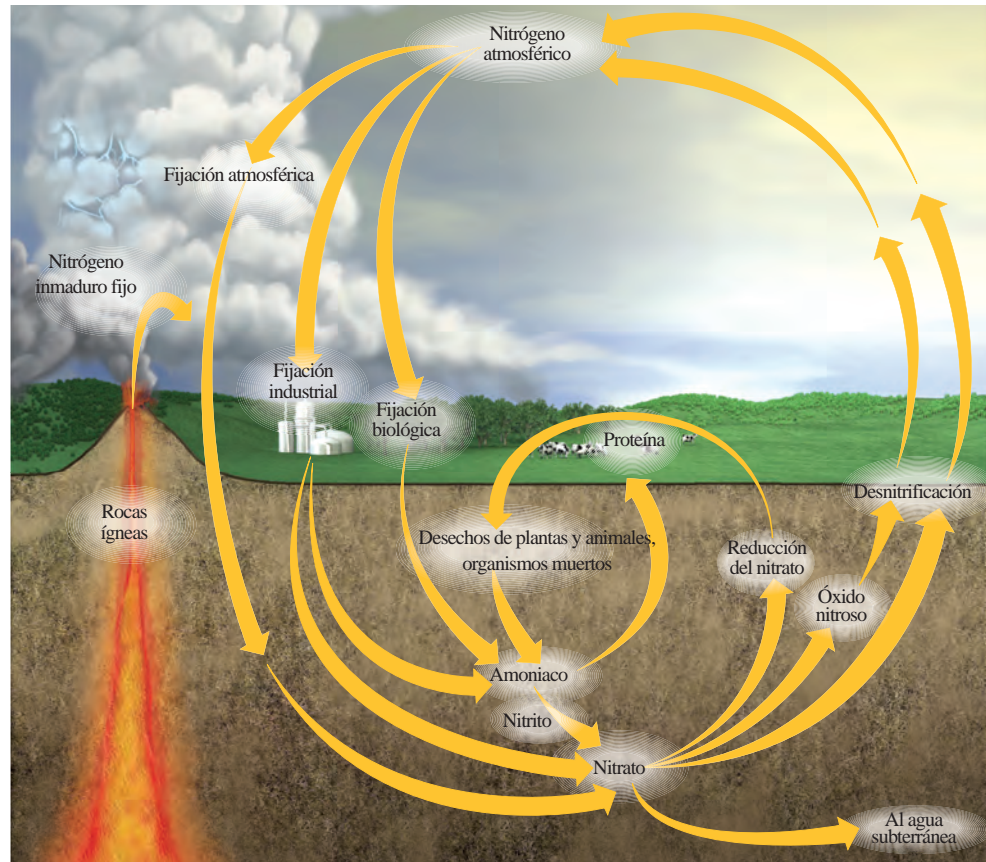 Nitrógeno
atmosférico
Fijación atmosférica
Nitrógeno
inmaduro fijo
Fijación
industrial
Fijación
biológica
Proteína
Desnitrificación
Rocas
ígneas
Desechos de plantas y animales,
organismos muertos
Reducción
del nitrato
Óxido
nitroso
Amoniaco
Nitrito
Nitrato
Al agua
subterránea